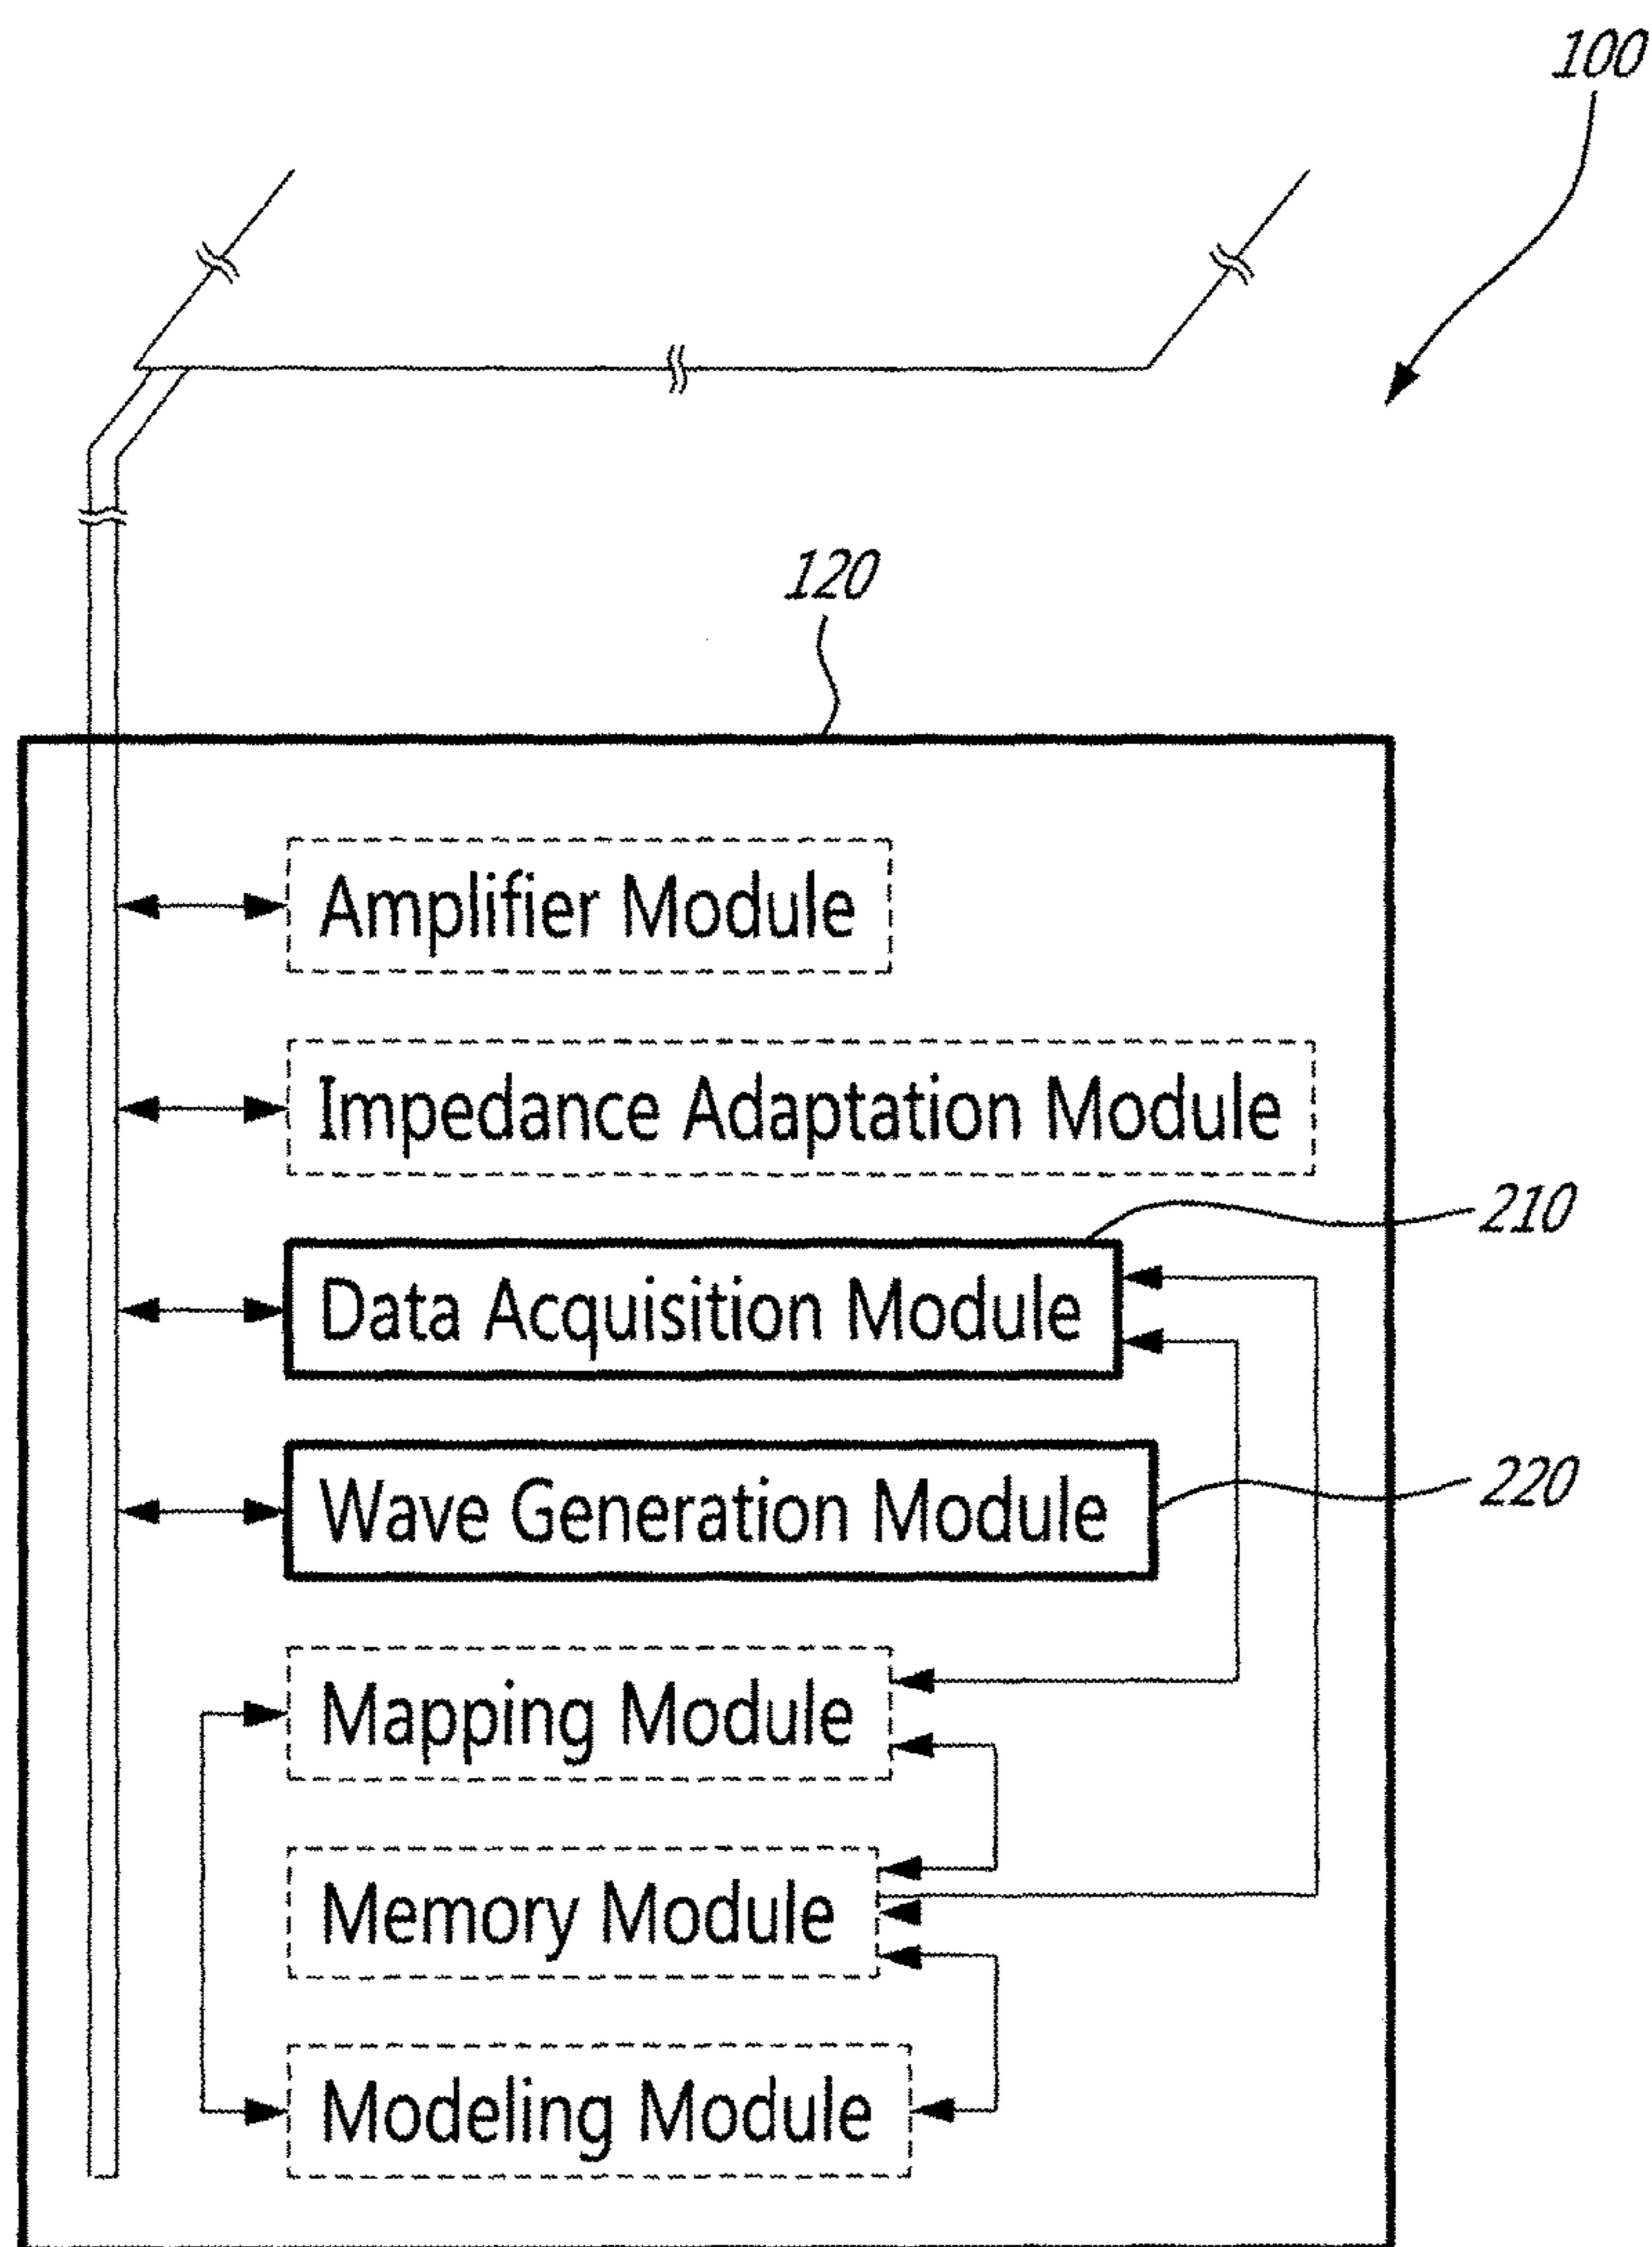 100
120
Amplifier Module
Impedance Adaptation Module
210
Data Acquisition Module
220
Wave Generation Module
Mapping Module
Memory Module
Modeling Module